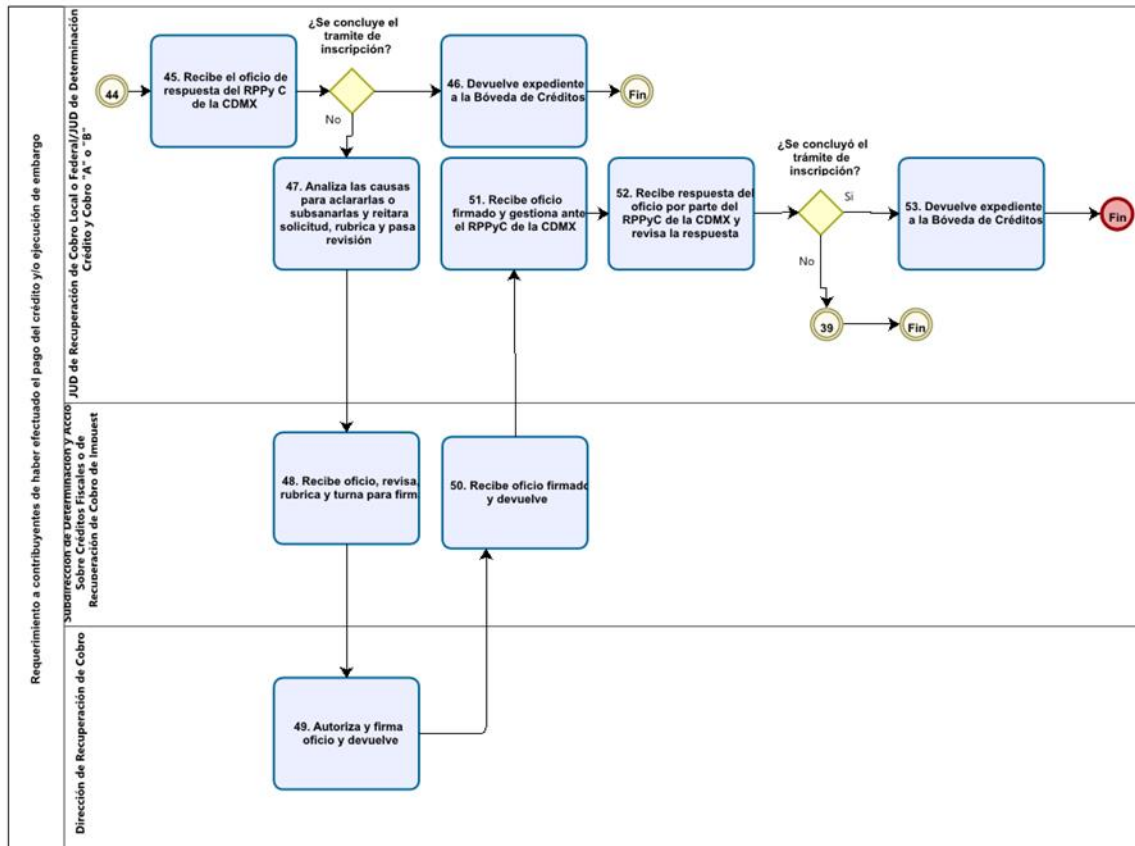 Requerimiento a contribuyentes de haber efectuado el pago del crédito y/o ejecución de embargo
JUD de Recuperación de Cobro Local o Federal/JUD de Determinación
Crédito y Cobro "A" o "B"
44
45. Recibe el oficio de
respuesta del RPPy C
de la CDMX
¿Se concluye el
tramite de
inscripción?
46. Devuelve expediente
a la Bóveda de Créditos
Fin
No
47. Analiza las causas
para aclararlas o
subsanarlas y reitara
solicitud, rubrica y pasa
revisión
51. Recibe oficio
firmado y gestiona ante
el RPPyC de la CDMX
52. Recibe respuesta del
oficio por parte del
RPPyC de la CDMX y
revisa la respuesta
¿Se concluyó el
trámite de
inscripción?
Si
53. Devuelve expediente
a la Bóveda de Créditos
Fin
No
39
Fin
Subdirección de Determinación y Accio
Sobre Créditos Fiscales o de
Recuperación de Cobro de Impuest
48. Recibe oficio, revisa,
rubrica y turna para firm
50. Recibe oficio firmado
y devuelve
Dirección de Recuperación de Cobro
49. Autoriza y firma
oficio y devuelve